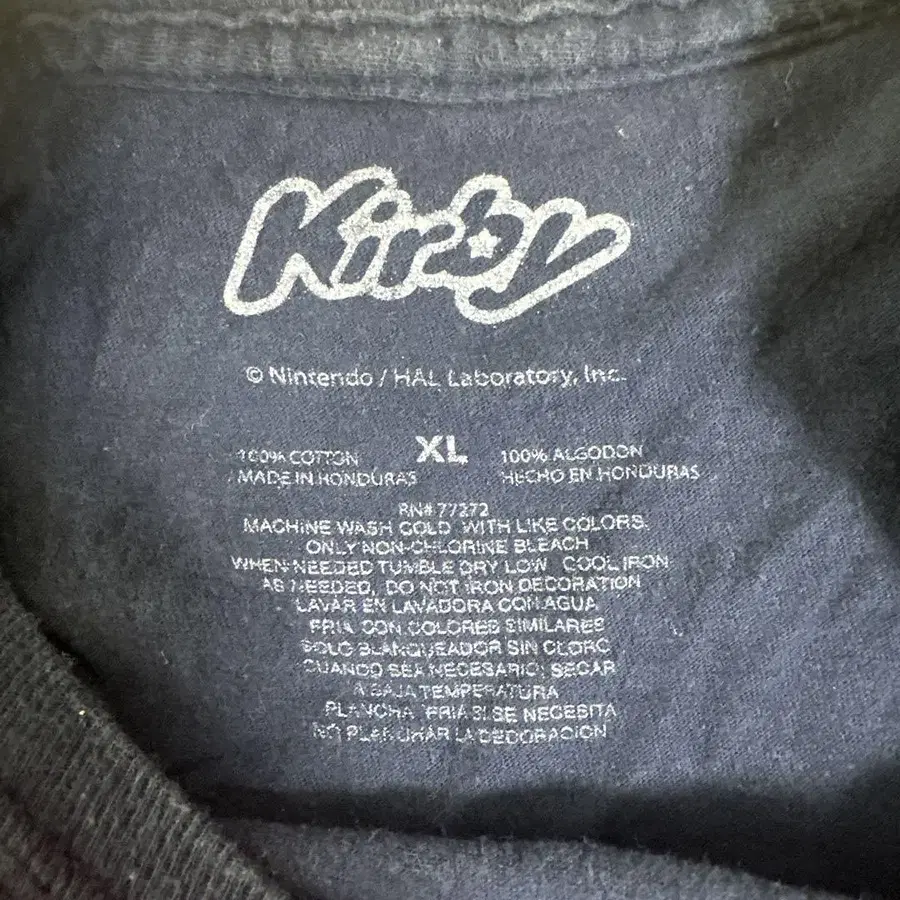 Kirby
© Nintendo / HAL Laboratory, Inc.
XL
100% COTTON
MADE IN HONDURAS
100% ALGODON
HECHO EN HONDURAS
RN# 77272
MACHINE WASH COLD WITH LIKE COLORS.
ONLY NON-CHLORINE BLEACH
WHEN NEEDED TUMBLE DRY LOW COOL IRON
AS NEEDED, DO NOT IRON DECORATION
LAVAR EN LAVADORA CON AGUA
FRIA CON COLORES SIMILARES
SOLO BLANQUEADOR SIN CLORO
CUANDO SEA NECESARIO; SECAR
A BAJA TEMPERATURA
PLANCHA FRIA SI SE NECESITA
NO PLANCHAR LA DECORACION